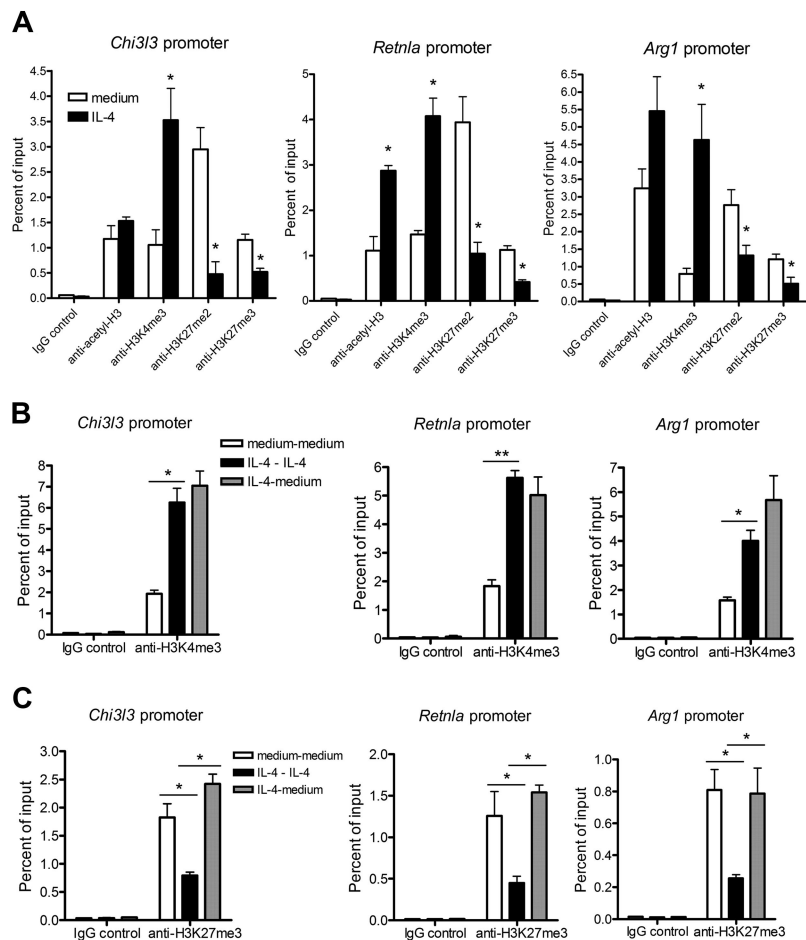 A
Chi3l3 promoter
Retnla promoter
Arg1 promoter
Percent of input
4.5
4.0
3.5
3.0
2.5
2.0
1.5
1.0
0.5
0.0
medium
IL-4
*
*
*
IgG control
anti-acetyl-H3
anti-H3K4me3
anti-H3K27me2
anti-H3K27me3
Percent of input
5
4
3
2
1
0
*
*
*
*
IgG control
anti-acetyl-H3
anti-H3K4me3
anti-H3K27me2
anti-H3K27me3
Percent of input
6.5
6.0
5.5
5.0
4.5
4.0
3.5
3.0
2.5
2.0
1.5
1.0
0.5
0.0
*
*
*
IgG control
anti-acetyl-H3
anti-H3K4me3
anti-H3K27me2
anti-H3K27me3
B
Chi3l3 promoter
Retnla promoter
Arg1 promoter
medium-medium
IL-4 - IL-4
IL-4-medium
Percent of input
8
7
6
5
4
3
2
1
0
*
IgG control
anti-H3K4me3
Percent of input
6
5
4
3
2
1
0
**
IgG control
anti-H3K4me3
Percent of input
7
6
5
4
3
2
1
0
*
IgG control
anti-H3K4me3
C
Chi3l3 promoter
Retnla promoter
Arg1 promoter
medium-medium
IL-4 - IL-4
IL-4-medium
Percent of input
3.0
2.5
2.0
1.5
1.0
0.5
0.0
*
*
IgG control
anti-H3K27me3
Percent of input
2.0
1.5
1.0
0.5
0.0
*
*
IgG control
anti-H3K27me3
Percent of input
1.0
0.8
0.6
0.4
0.2
0.0
*
*
IgG control
anti-H3K27me3